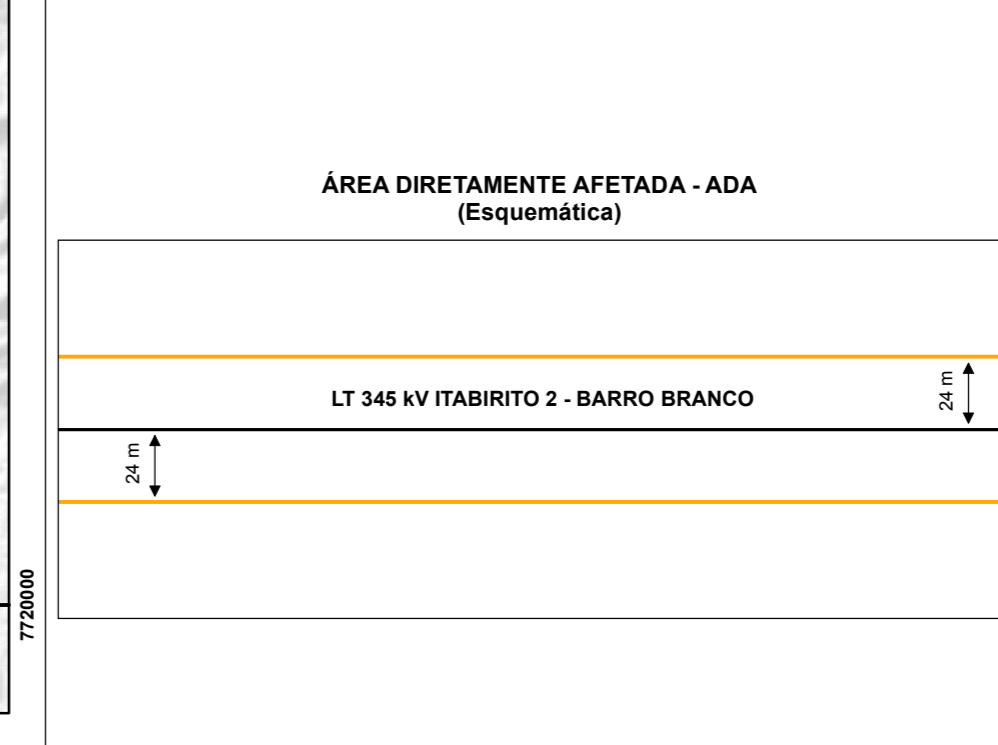 ÁREA DIRETAMENTE AFETADA - ADA
(Esquemática)
LT 345 kV ITABIRITO 2 - BARRO BRANCO
24 m
24 m
7720000